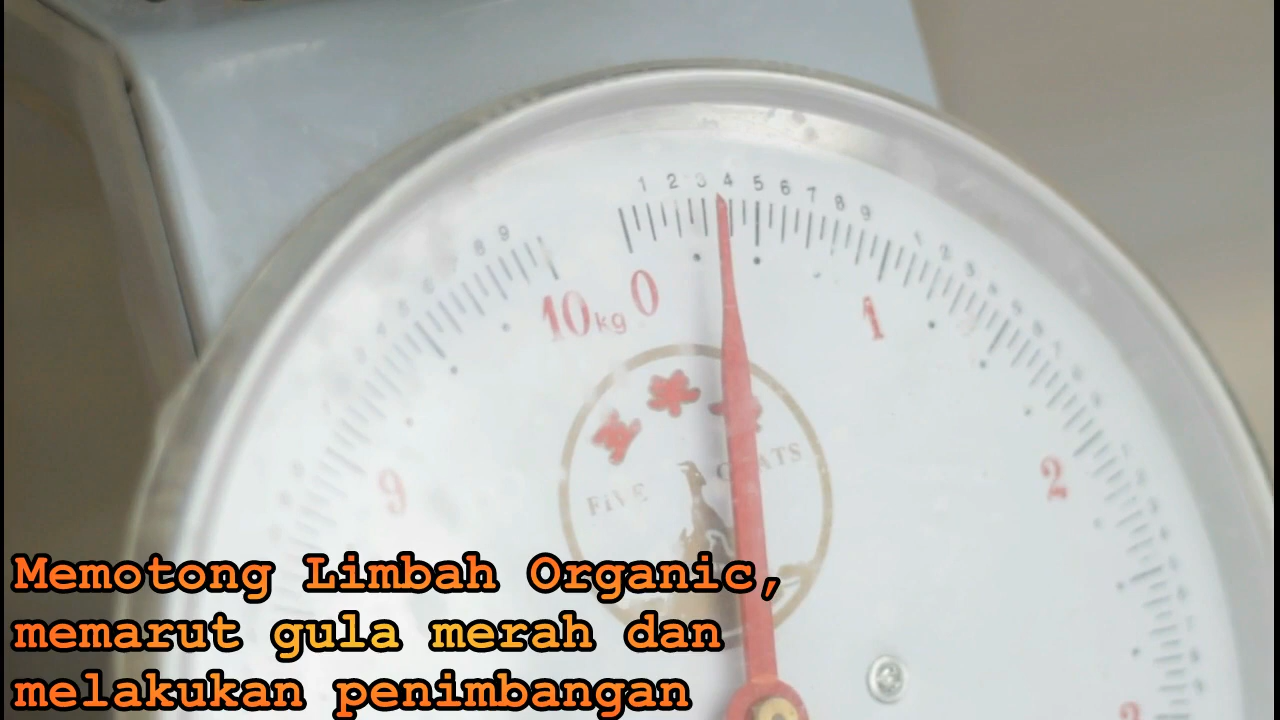 1 2 3 4 5 6 7 8 9
8 9
10kg 0
1
9
2
FIVE GOATS
Memotong Limbah Organic,
memarut gula merah dan
melakukan penimbangan